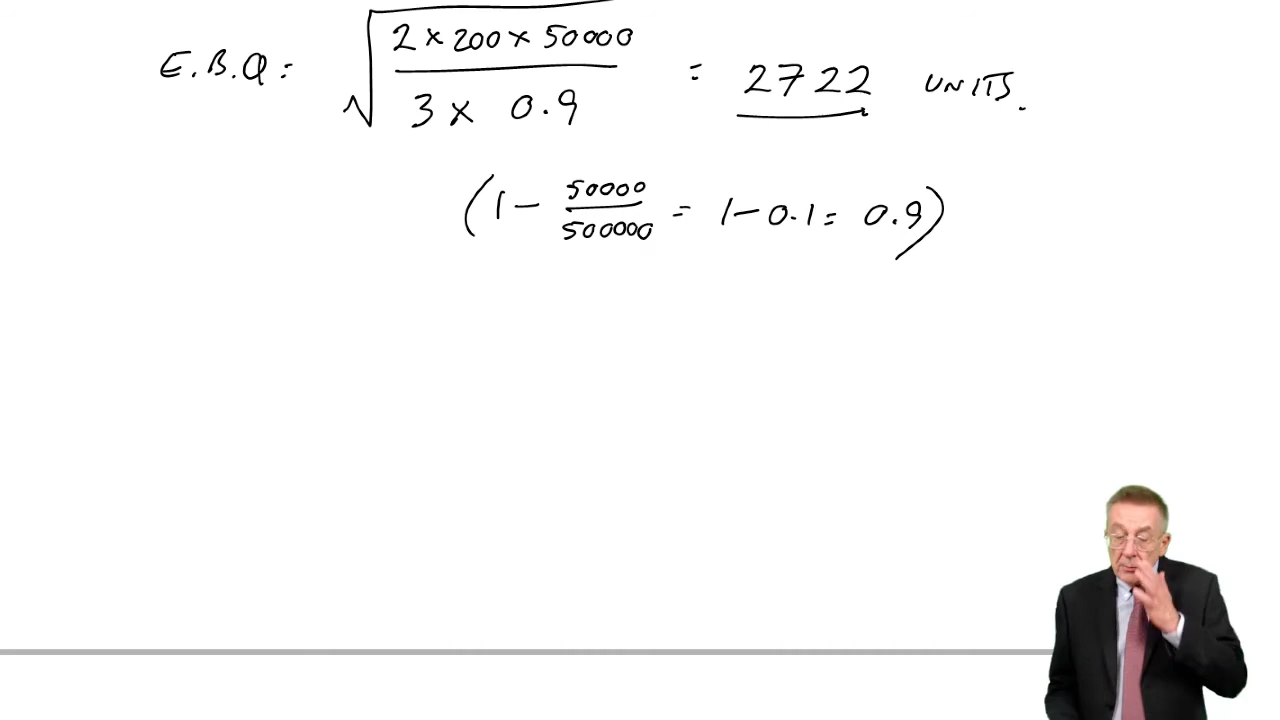 E.B.Q = √(2 × 200 × 50000 / 3 × 0.9) = 2722 UNITS.
(1 - 50000/500000 = 1 - 0.1 = 0.9)